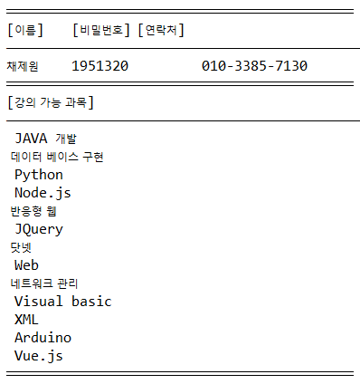 [이름] [비밀번호] [연락처]
채제원 1951320 010-3385-7130
[강의 가능 과목]
JAVA 개발
데이터 베이스 구현
Python
Node.js
반응형 웹
JQuery
닷넷
Web
네트워크 관리
Visual basic
XML
Arduino
Vue.js